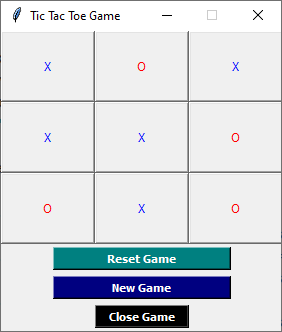 Tic Tac Toe Game
X O X
X X O
O X O
Reset Game
New Game
Close Game